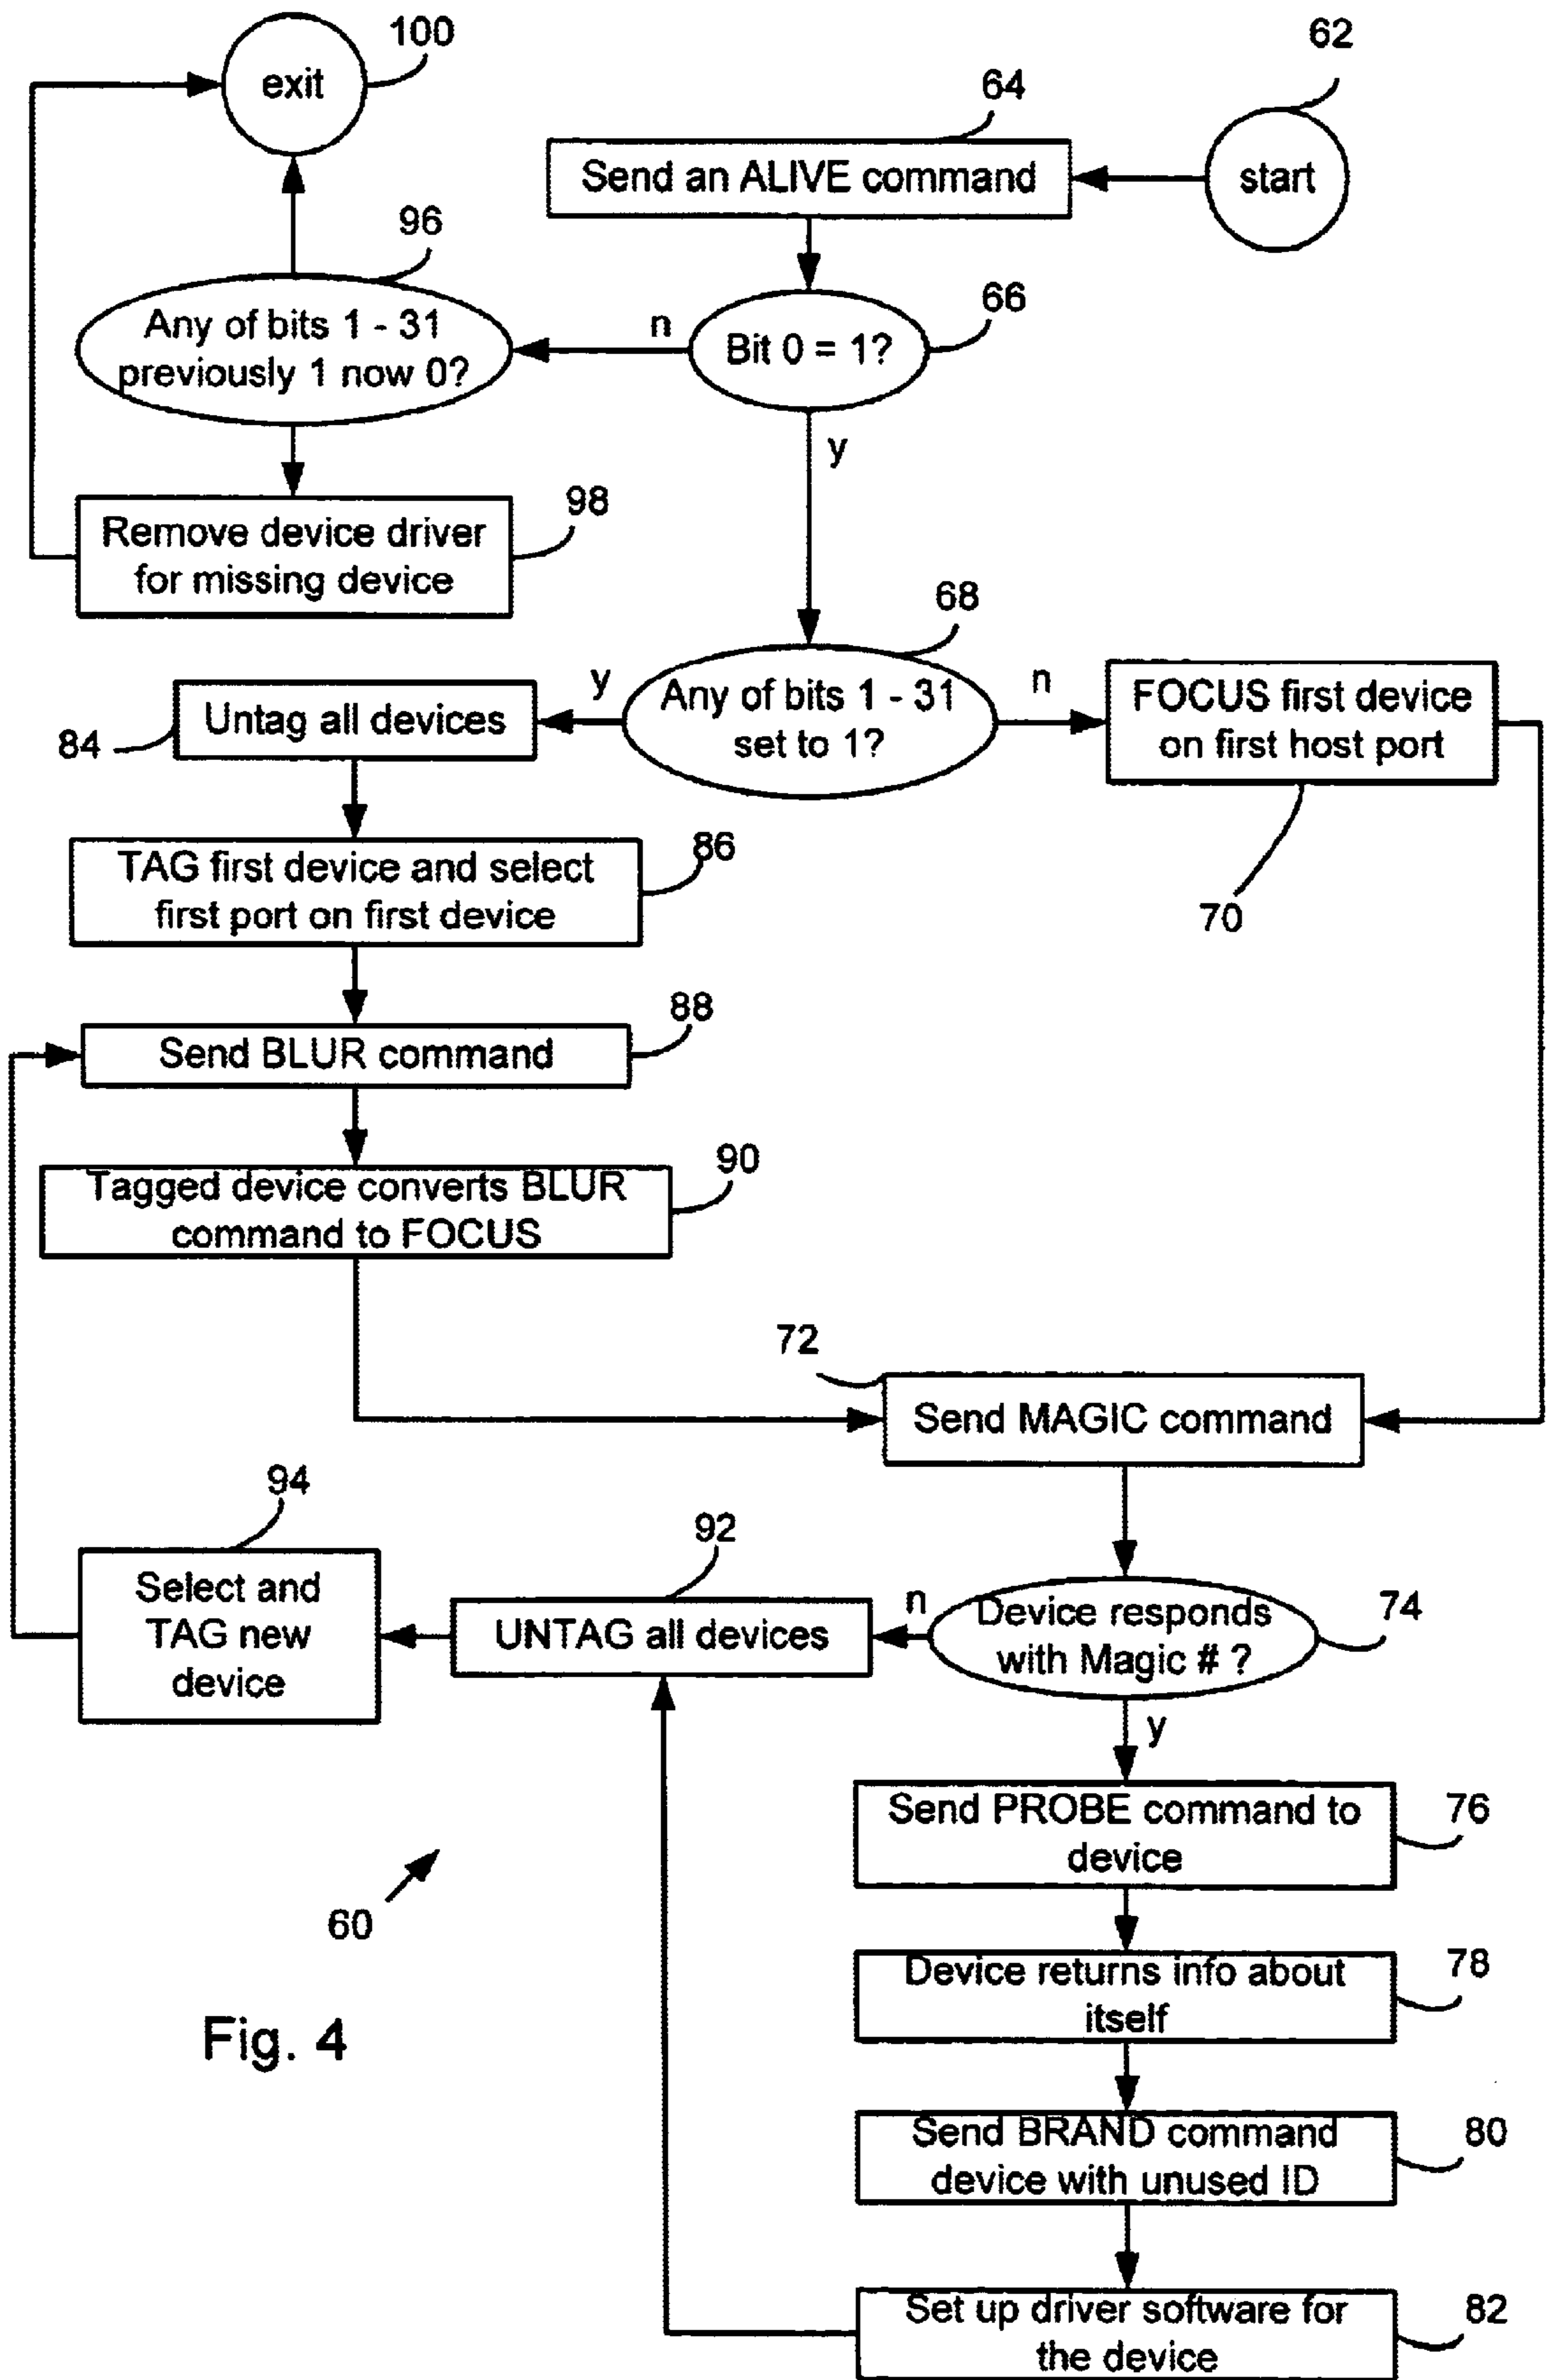 100
exit
62
start
64
Send an ALIVE command
96
Any of bits 1 - 31
previously 1 now 0?
n
66
Bit 0 = 1?
y
98
Remove device driver
for missing device
68
Any of bits 1 - 31
set to 1?
y
n
FOCUS first device
on first host port
70
84
Untag all devices
86
TAG first device and select
first port on first device
88
Send BLUR command
90
Tagged device converts BLUR
command to FOCUS
72
Send MAGIC command
94
Select and
TAG new
device
92
UNTAG all devices
n
Device responds
with Magic # ?
74
y
Send PROBE command to
device
76
60
Device returns info about
itself
78
Fig. 4
Send BRAND command
device with unused ID
80
Set up driver software for
the device
82